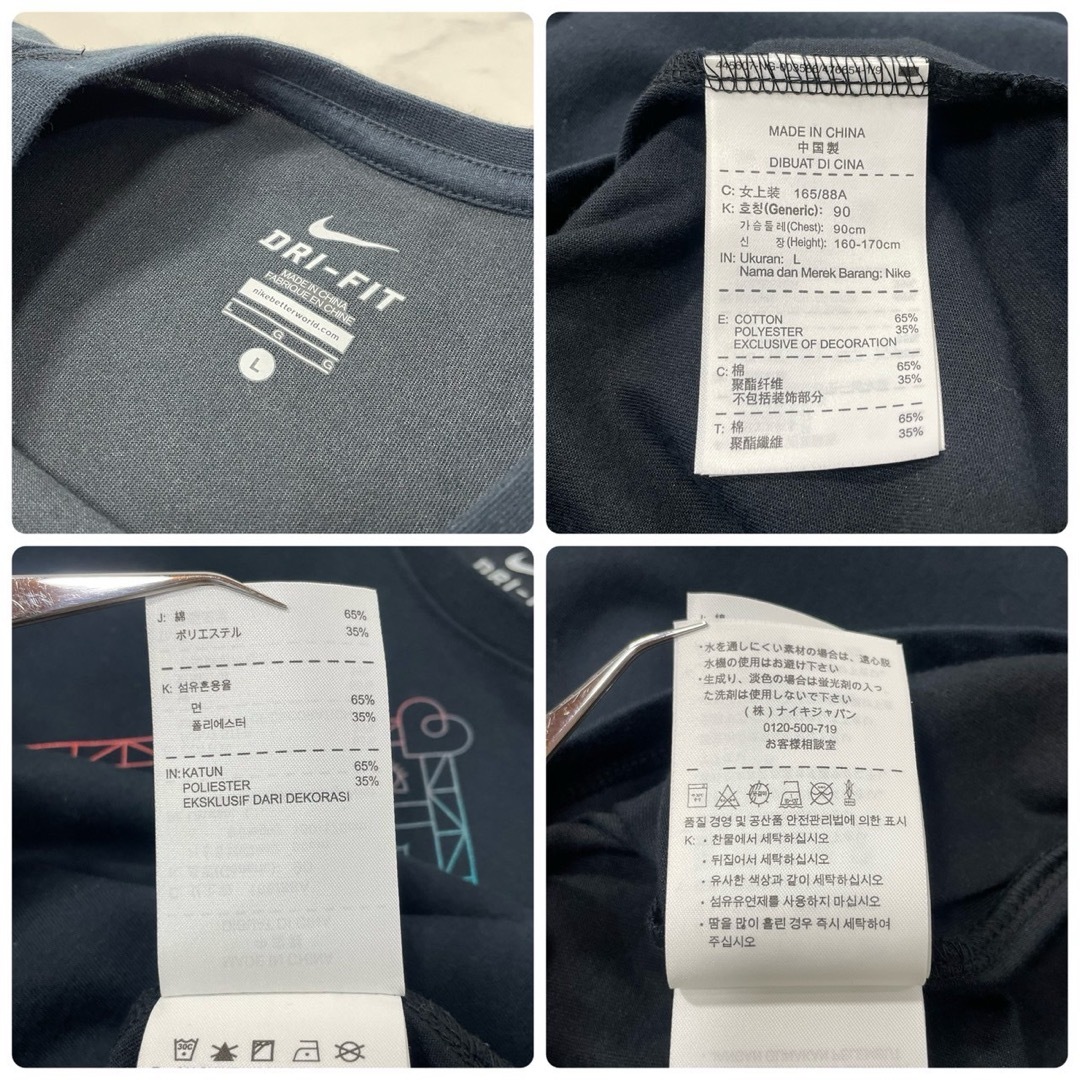 DRI-FIT
MADE IN CHINA
FABRIQUE EN CHINE
nikebetterworld.com
L G G
L
MADE IN CHINA
中国製
DIBUAT DI CINA
C: 女上装 165/88A
K: 호칭(Generic): 90
가슴둘레(Chest): 90cm
신 장(Height): 160-170cm
IN: Ukuran: L
Nama dan Merek Barang: Nike
E: COTTON 65%
POLYESTER 35%
EXCLUSIVE OF DECORATION
C: 棉 65%
聚酯纤维 35%
不包括装饰部分
T: 棉 65%
聚酯纖維 35%
DRI-F
J: 綿 65%
ポリエステル 35%
K: 섬유혼용율
면 65%
폴리에스터 35%
IN: KATUN 65%
POLIESTER 35%
EKSKLUSIF DARI DEKORASI
30C
J: 綿
・水を通しにくい素材の場合は、遠心脱
水機の使用はお避け下さい
・生成り、淡色の場合は蛍光剤の入っ
た洗剤は使用しないで下さい
(株)ナイキジャパン
0120-500-719
お客様相談室
품질 경영 및 공산품 안전관리법에 의한 표시
K: · 찬물에서 세탁하십시오
· 뒤집어서 세탁하십시오
· 유사한 색상과 같이 세탁하십시오
· 섬유유연제를 사용하지 마십시오
· 땀을 많이 흘린 경우 즉시 세탁하여
주십시오